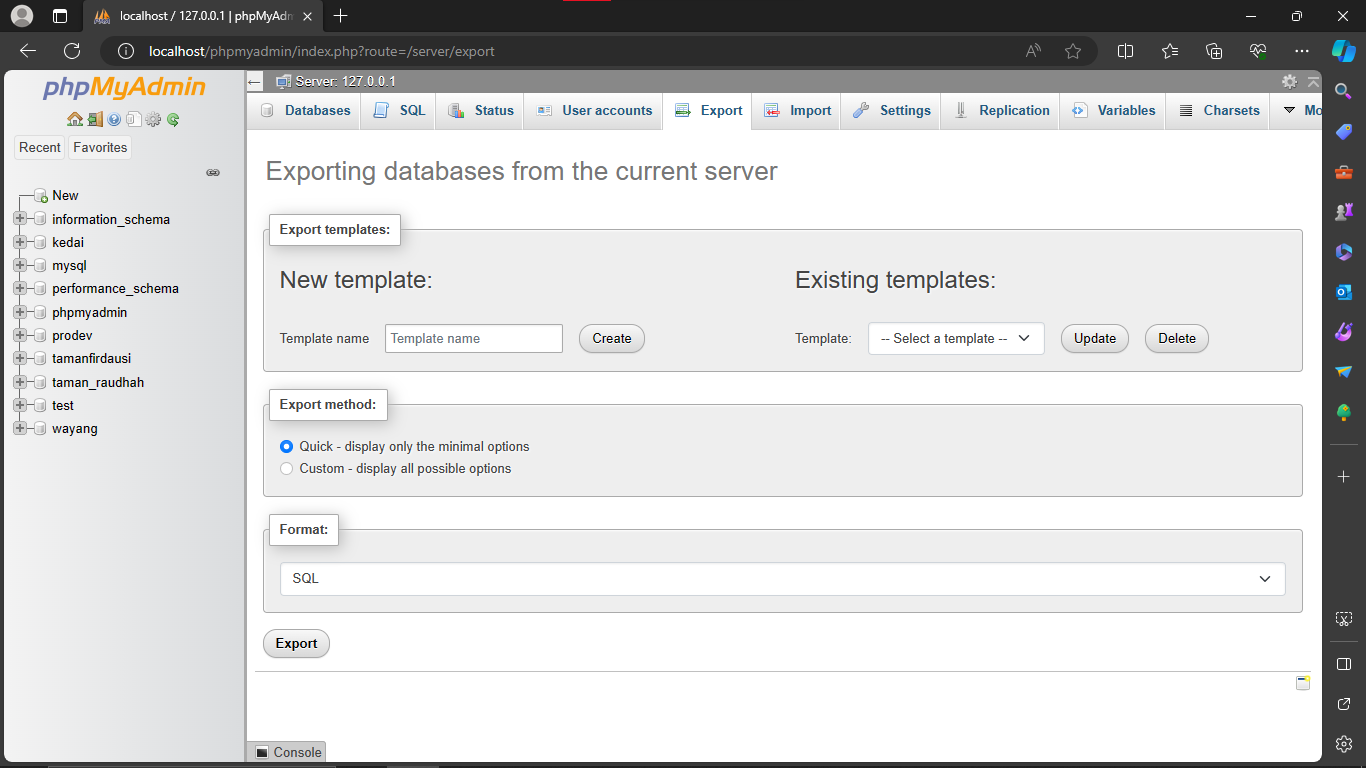 localhost / 127.0.0.1 | phpMyAdm
localhost/phpmyadmin/index.php?route=/server/export
phpMyAdmin
Recent Favorites
New
information_schema
kedai
mysql
performance_schema
phpmyadmin
prodev
tamanfirdausi
taman_raudhah
test
wayang
Server: 127.0.0.1
Databases SQL Status User accounts Export Import Settings Replication Variables Charsets Mo
Exporting databases from the current server
Export templates:
New template: Existing templates:
Template name Template name Create Template: -- Select a template -- Update Delete
Export method:
Quick - display only the minimal options
Custom - display all possible options
Format:
SQL
Export
Console